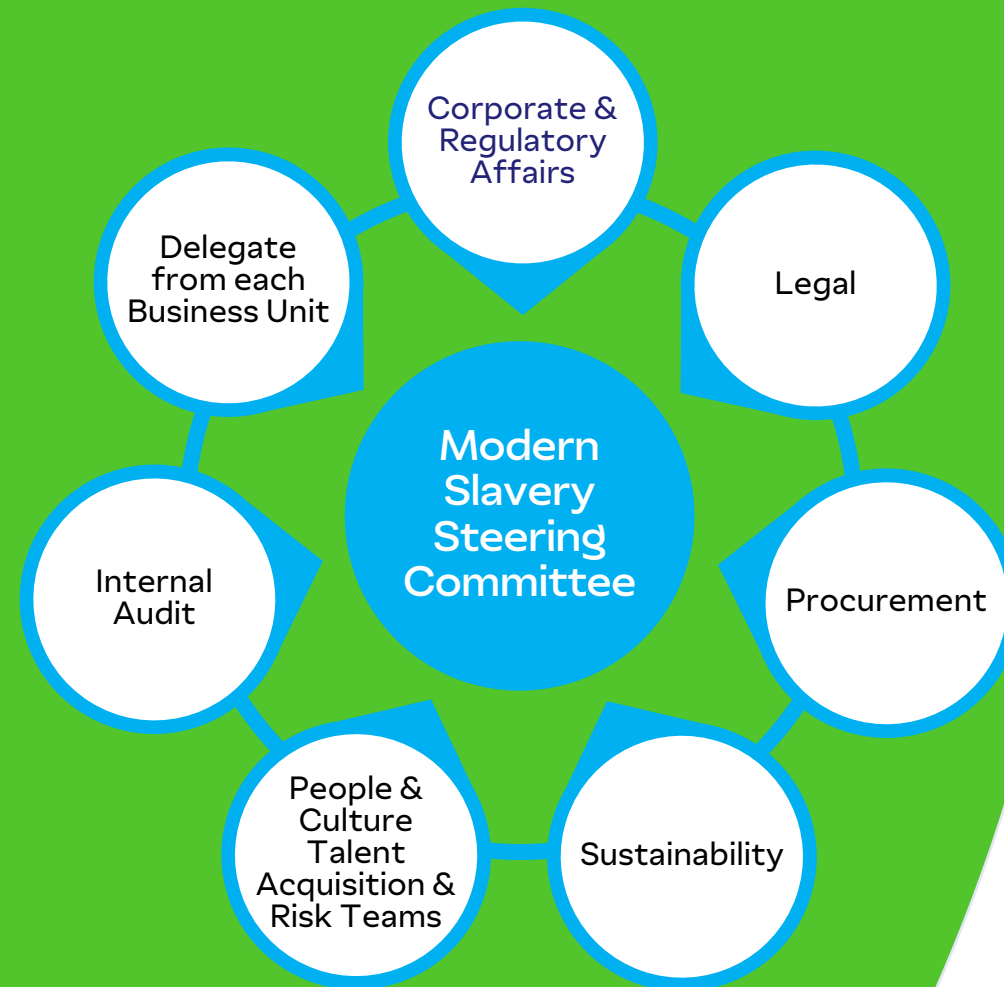 Corporate &
Regulatory
Affairs
Legal
Procurement
Sustainability
People &
Culture
Talent
Acquisition &
Risk Teams
Internal
Audit
Delegate
from each
Business Unit
Modern
Slavery
Steering
Committee